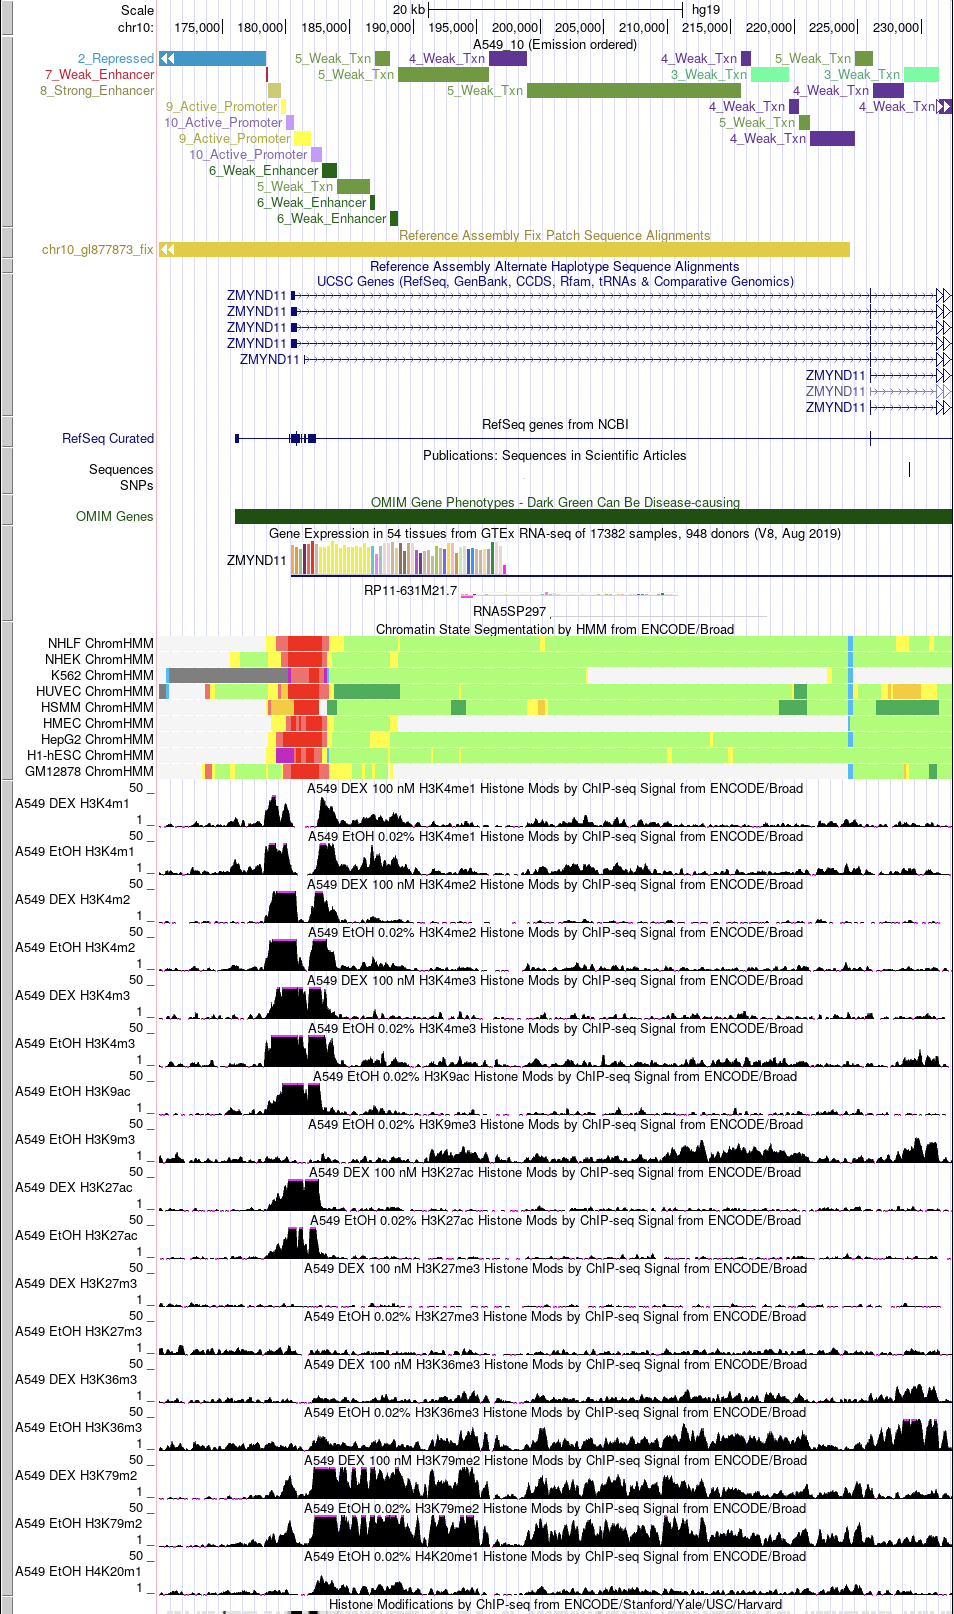 Scale 20 kb hg19
chr10: 175,000 180,000 185,000 190,000 195,000 200,000 205,000 210,000 215,000 220,000 225,000 230,000
A549_10 (Emission ordered)
2_Repressed 5_Weak_Txn 4_Weak_Txn 4_Weak_Txn 5_Weak_Txn
7_Weak_Enhancer 5_Weak_Txn 3_Weak_Txn 3_Weak_Txn
8_Strong_Enhancer 5_Weak_Txn 4_Weak_Txn
9_Active_Promoter 4_Weak_Txn 4_Weak_Txn
10_Active_Promoter 5_Weak_Txn
9_Active_Promoter 4_Weak_Txn
10_Active_Promoter
6_Weak_Enhancer
5_Weak_Txn
6_Weak_Enhancer
6_Weak_Enhancer
Reference Assembly Fix Patch Sequence Alignments
chr10_gl877873_fix
Reference Assembly Alternate Haplotype Sequence Alignments
UCSC Genes (RefSeq, GenBank, CCDS, Rfam, tRNAs & Comparative Genomics)
ZMYND11
ZMYND11
ZMYND11
ZMYND11
ZMYND11
ZMYND11
ZMYND11
ZMYND11
RefSeq genes from NCBI
RefSeq Curated
Publications: Sequences in Scientific Articles
Sequences
SNPs
OMIM Gene Phenotypes - Dark Green Can Be Disease-causing
OMIM Genes
Gene Expression in 54 tissues from GTEx RNA-seq of 17382 samples, 948 donors (V8, Aug 2019)
ZMYND11
RP11-631M21.7
RNA5SP297
Chromatin State Segmentation by HMM from ENCODE/Broad
NHLF ChromHMM
NHEK ChromHMM
K562 ChromHMM
HUVEC ChromHMM
HSMM ChromHMM
HMEC ChromHMM
HepG2 ChromHMM
H1-hESC ChromHMM
GM12878 ChromHMM
50 _ A549 DEX 100 nM H3K4me1 Histone Mods by ChIP-seq Signal from ENCODE/Broad
A549 DEX H3K4m1
1 _
50 _ A549 EtOH 0.02% H3K4me1 Histone Mods by ChIP-seq Signal from ENCODE/Broad
A549 EtOH H3K4m1
1 _
50 _ A549 DEX 100 nM H3K4me2 Histone Mods by ChIP-seq Signal from ENCODE/Broad
A549 DEX H3K4m2
1 _
50 _ A549 EtOH 0.02% H3K4me2 Histone Mods by ChIP-seq Signal from ENCODE/Broad
A549 EtOH H3K4m2
1 _
50 _ A549 DEX 100 nM H3K4me3 Histone Mods by ChIP-seq Signal from ENCODE/Broad
A549 DEX H3K4m3
1 _
50 _ A549 EtOH 0.02% H3K4me3 Histone Mods by ChIP-seq Signal from ENCODE/Broad
A549 EtOH H3K4m3
1 _
50 _ A549 EtOH 0.02% H3K9ac Histone Mods by ChIP-seq Signal from ENCODE/Broad
A549 EtOH H3K9ac
1 _
50 _ A549 EtOH 0.02% H3K9me3 Histone Mods by ChIP-seq Signal from ENCODE/Broad
A549 EtOH H3K9m3
1 _
50 _ A549 DEX 100 nM H3K27ac Histone Mods by ChIP-seq Signal from ENCODE/Broad
A549 DEX H3K27ac
1 _
50 _ A549 EtOH 0.02% H3K27ac Histone Mods by ChIP-seq Signal from ENCODE/Broad
A549 EtOH H3K27ac
1 _
50 _ A549 DEX 100 nM H3K27me3 Histone Mods by ChIP-seq Signal from ENCODE/Broad
A549 DEX H3K27m3
1 _
50 _ A549 EtOH 0.02% H3K27me3 Histone Mods by ChIP-seq Signal from ENCODE/Broad
A549 EtOH H3K27m3
1 _
50 _ A549 DEX 100 nM H3K36me3 Histone Mods by ChIP-seq Signal from ENCODE/Broad
A549 DEX H3K36m3
1 _
50 _ A549 EtOH 0.02% H3K36me3 Histone Mods by ChIP-seq Signal from ENCODE/Broad
A549 EtOH H3K36m3
1 _
50 _ A549 DEX 100 nM H3K79me2 Histone Mods by ChIP-seq Signal from ENCODE/Broad
A549 DEX H3K79m2
1 _
50 _ A549 EtOH 0.02% H3K79me2 Histone Mods by ChIP-seq Signal from ENCODE/Broad
A549 EtOH H3K79m2
1 _
50 _ A549 EtOH 0.02% H4K20me1 Histone Mods by ChIP-seq Signal from ENCODE/Broad
A549 EtOH H4K20m1
1 _
Histone Modifications by ChIP-seq from ENCODE/Stanford/Yale/USC/Harvard